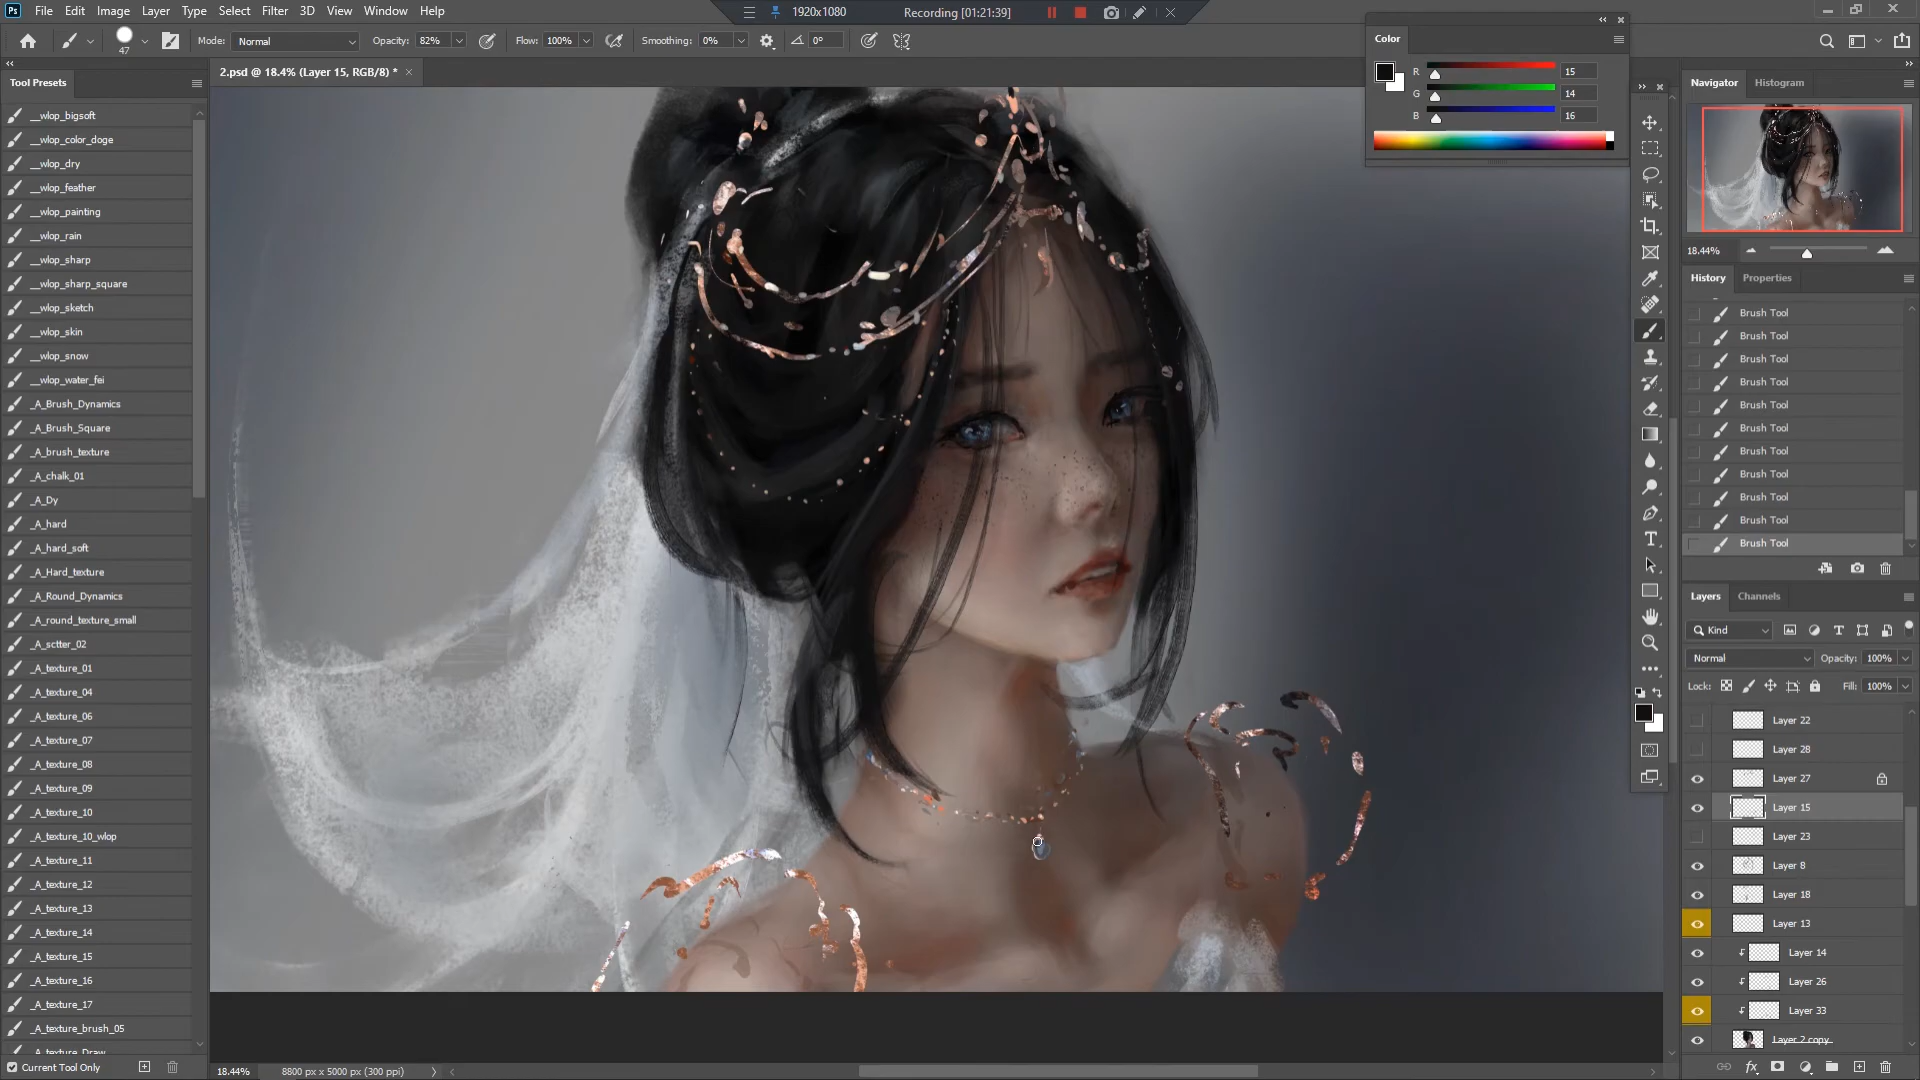 Ps File Edit Image Layer Type Select Filter 3D View Window Help
1920x1080 Recording [01:21:39]
47 Mode: Normal Opacity: 82% Flow: 100% Smoothing: 0% 0°
Tool Presets
2.psd @ 18.4% (Layer 15, RGB/8) * ×
__wlop_bigsoft
__wlop_color_doge
__wlop_dry
__wlop_feather
__wlop_painting
__wlop_rain
__wlop_sharp
__wlop_sharp_square
__wlop_sketch
__wlop_skin
__wlop_snow
__wlop_water_fei
_A_Brush_Dynamics
_A_Brush_Square
_A_brush_texture
_A_chalk_01
_A_Dy
_A_hard
_A_hard_soft
_A_Hard_texture
_A_Round_Dynamics
_A_round_texture_small
_A_sctter_02
_A_texture_01
_A_texture_04
_A_texture_06
_A_texture_07
_A_texture_08
_A_texture_09
_A_texture_10
_A_texture_10_wlop
_A_texture_11
_A_texture_12
_A_texture_13
_A_texture_14
_A_texture_15
_A_texture_16
_A_texture_17
_A_texture_brush_05
_A_texture_Draw
Current Tool Only
18.44% 8800 px x 5000 px (300 ppi)
Color
R 15
G 14
B 16
Navigator Histogram
18.44%
History Properties
Brush Tool
Brush Tool
Brush Tool
Brush Tool
Brush Tool
Brush Tool
Brush Tool
Brush Tool
Brush Tool
Brush Tool
Brush Tool
Layers Channels
Kind
Normal Opacity: 100%
Lock: Fill: 100%
Layer 22
Layer 28
Layer 27
Layer 15
Layer 23
Layer 8
Layer 18
Layer 13
Layer 14
Layer 26
Layer 33
Layer 2 copy